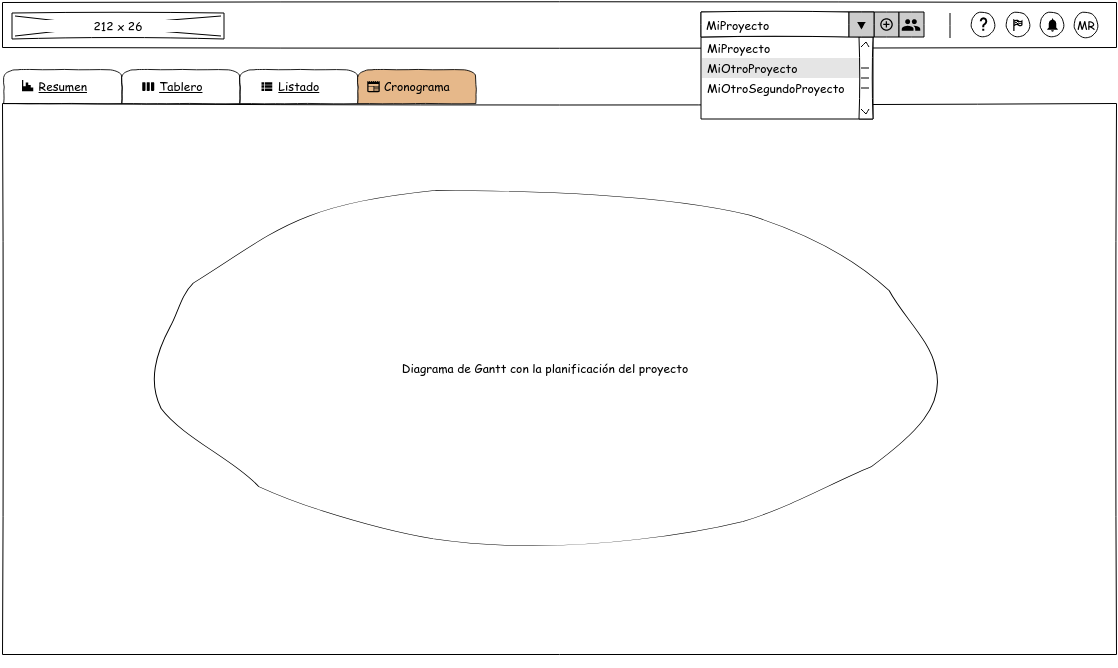 212 x 26
MiProyecto
?
MR
MiProyecto
MiOtroProyecto
MiOtroSegundoProyecto
Resumen
Tablero
Listado
Cronograma
Diagrama de Gantt con la planificación del proyecto